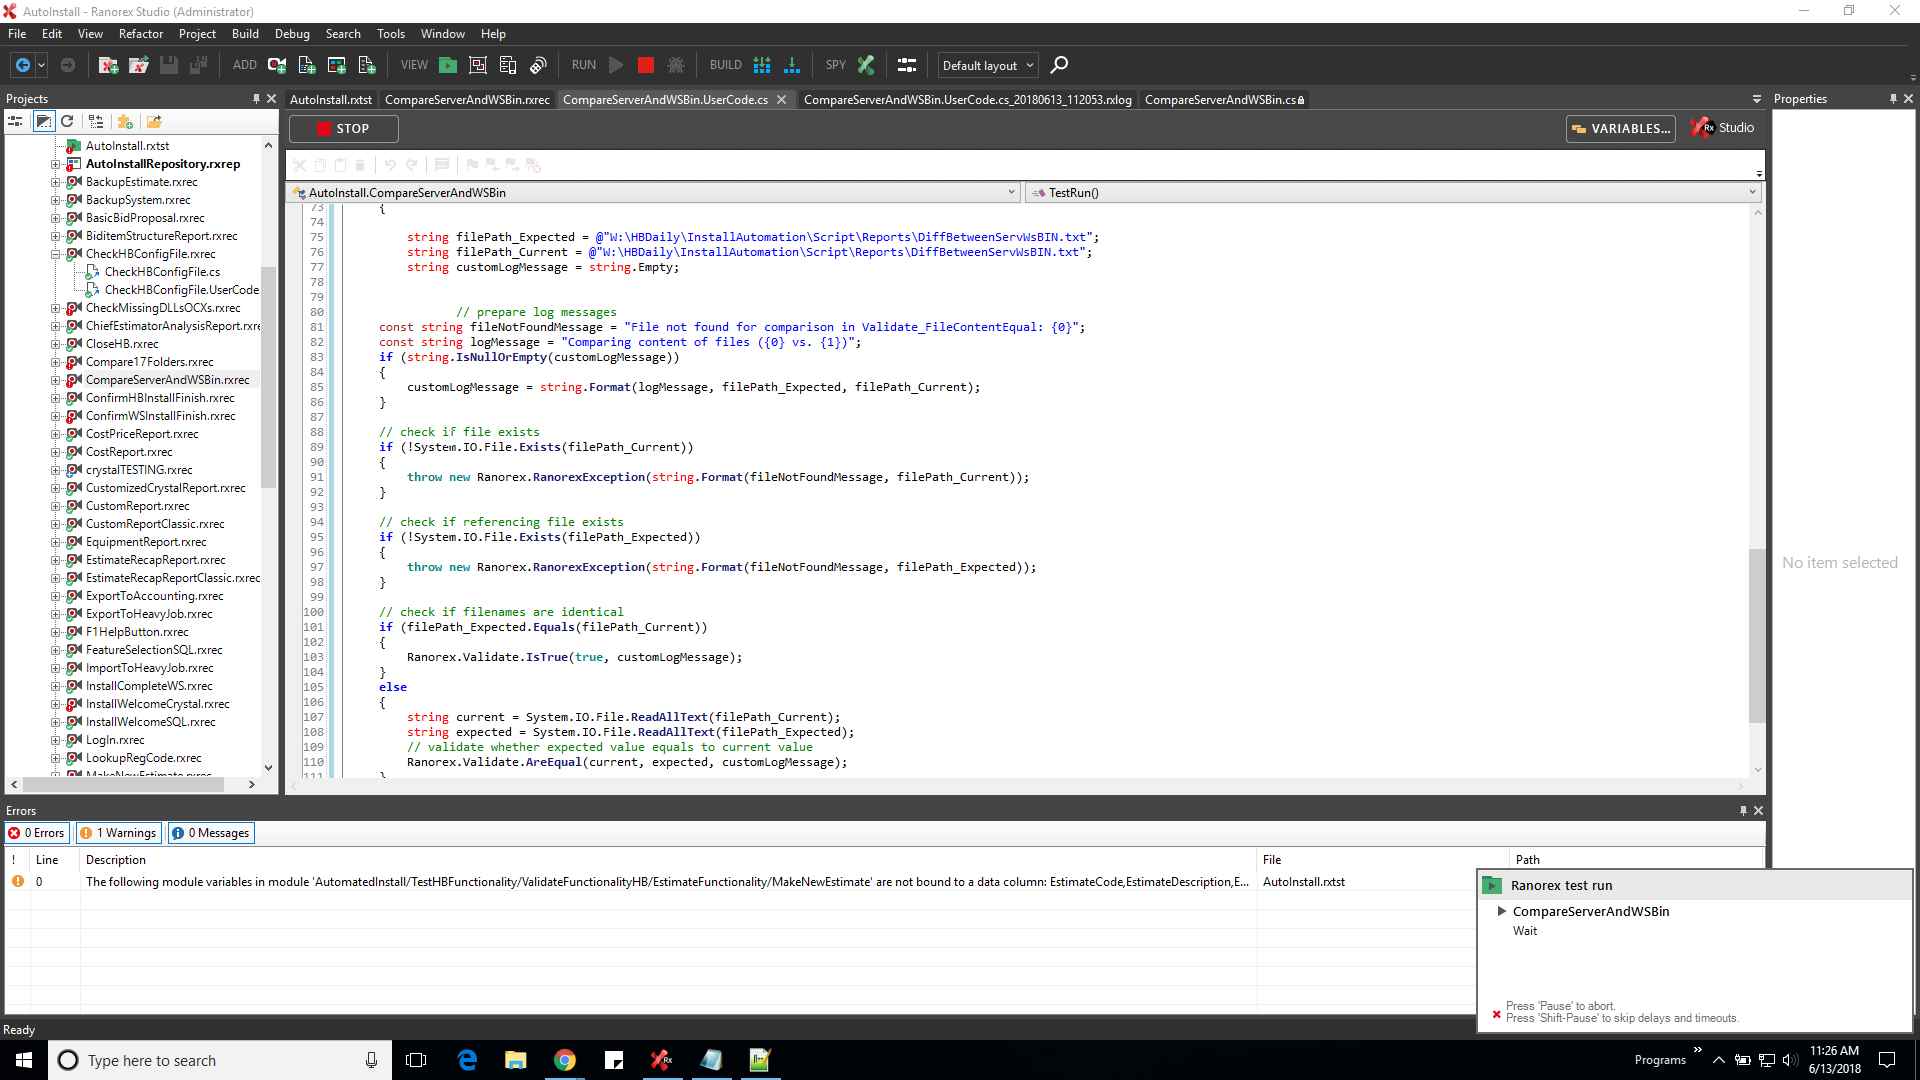 AutoInstall - Ranorex Studio (Administrator)
File Edit View Refactor Project Build Debug Search Tools Window Help
ADD VIEW RUN BUILD SPY Default layout
Projects
AutoInstall.rxtst CompareServerAndWSBin.rxrec CompareServerAndWSBin.UserCode.cs CompareServerAndWSBin.UserCode.cs_20180613_112053.rxlog CompareServerAndWSBin.cs
Properties
STOP
VARIABLES...
Rx Studio
AutoInstall.rxtst
AutoInstallRepository.rxrep
BackupEstimate.rxrec
BackupSystem.rxrec
BasicBidProposal.rxrec
BiditemStructureReport.rxrec
CheckHBConfigFile.rxrec
CheckHBConfigFile.cs
CheckHBConfigFile.UserCode
CheckMissingDLLsOCXs.rxrec
ChiefEstimatorAnalysisReport.rxre
CloseHB.rxrec
Compare17Folders.rxrec
CompareServerAndWSBin.rxrec
ConfirmHBInstallFinish.rxrec
ConfirmWSInstallFinish.rxrec
CostPriceReport.rxrec
CostReport.rxrec
crystalTESTING.rxrec
CustomizedCrystalReport.rxrec
CustomReport.rxrec
CustomReportClassic.rxrec
EquipmentReport.rxrec
EstimateRecapReport.rxrec
EstimateRecapReportClassic.rxrec
ExportToAccounting.rxrec
ExportToHeavyJob.rxrec
F1HelpButton.rxrec
FeatureSelectionSQL.rxrec
ImportToHeavyJob.rxrec
InstallCompleteWS.rxrec
InstallWelcomeCrystal.rxrec
InstallWelcomeSQL.rxrec
LogIn.rxrec
LookupRegCode.rxrec
MakeNewEstimate.rxrec
AutoInstall.CompareServerAndWSBin
TestRun()
73 {
74
75 string filePath_Expected = @"W:\HBDaily\InstallAutomation\Script\Reports\DiffBetweenServWsBIN.txt";
76 string filePath_Current = @"W:\HBDaily\InstallAutomation\Script\Reports\DiffBetweenServWsBIN.txt";
77 string customLogMessage = string.Empty;
78
79
80 // prepare log messages
81 const string fileNotFoundMessage = "File not found for comparison in Validate_FileContentEqual: {0}";
82 const string logMessage = "Comparing content of files ({0} vs. {1})";
83 if (string.IsNullOrEmpty(customLogMessage))
84 {
85 customLogMessage = string.Format(logMessage, filePath_Expected, filePath_Current);
86 }
87
88 // check if file exists
89 if (!System.IO.File.Exists(filePath_Current))
90 {
91 throw new Ranorex.RanorexException(string.Format(fileNotFoundMessage, filePath_Current));
92 }
93
94 // check if referencing file exists
95 if (!System.IO.File.Exists(filePath_Expected))
96 {
97 throw new Ranorex.RanorexException(string.Format(fileNotFoundMessage, filePath_Expected));
98 }
99
100 // check if filenames are identical
101 if (filePath_Expected.Equals(filePath_Current))
102 {
103 Ranorex.Validate.IsTrue(true, customLogMessage);
104 }
105 else
106 {
107 string current = System.IO.File.ReadAllText(filePath_Current);
108 string expected = System.IO.File.ReadAllText(filePath_Expected);
109 // validate whether expected value equals to current value
110 Ranorex.Validate.AreEqual(current, expected, customLogMessage);
111 }
No item selected
Errors
0 Errors 1 Warnings 0 Messages
! Line Description File Path
0 The following module variables in module 'AutomatedInstall/TestHBFunctionality/ValidateFunctionalityHB/EstimateFunctionality/MakeNewEstimate' are not bound to a data column: EstimateCode,EstimateDescription,E... AutoInstall.rxtst
Ranorex test run
CompareServerAndWSBin
Wait
Press 'Pause' to abort.
Press 'Shift-Pause' to skip delays and timeouts.
Ready
Type here to search
Programs
11:26 AM
6/13/2018